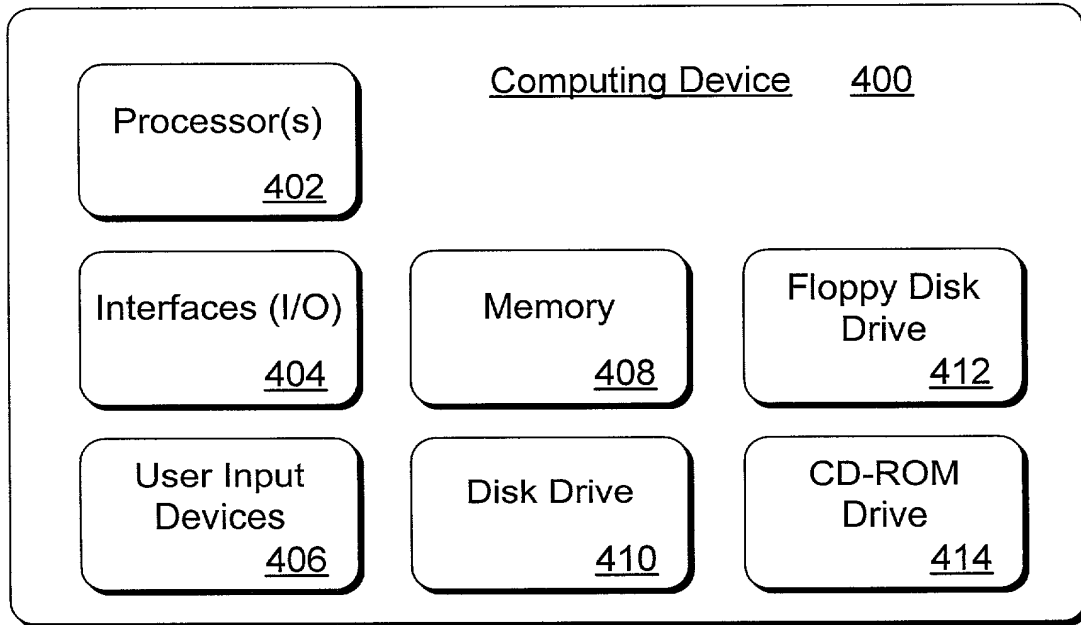 Computing Device 400
Processor(s)
402
Interfaces (I/O)
404
Memory
408
Floppy Disk
Drive
412
User Input
Devices
406
Disk Drive
410
CD-ROM
Drive
414